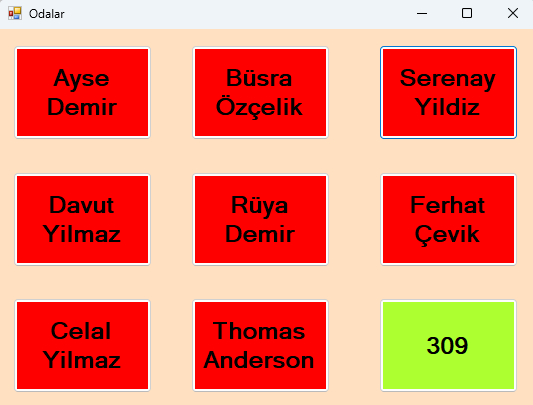 Odalar
Ayse
Demir
Büsra
Özçelik
Serenay
Yildiz
Davut
Yilmaz
Rüya
Demir
Ferhat
Çevik
Celal
Yilmaz
Thomas
Anderson
309